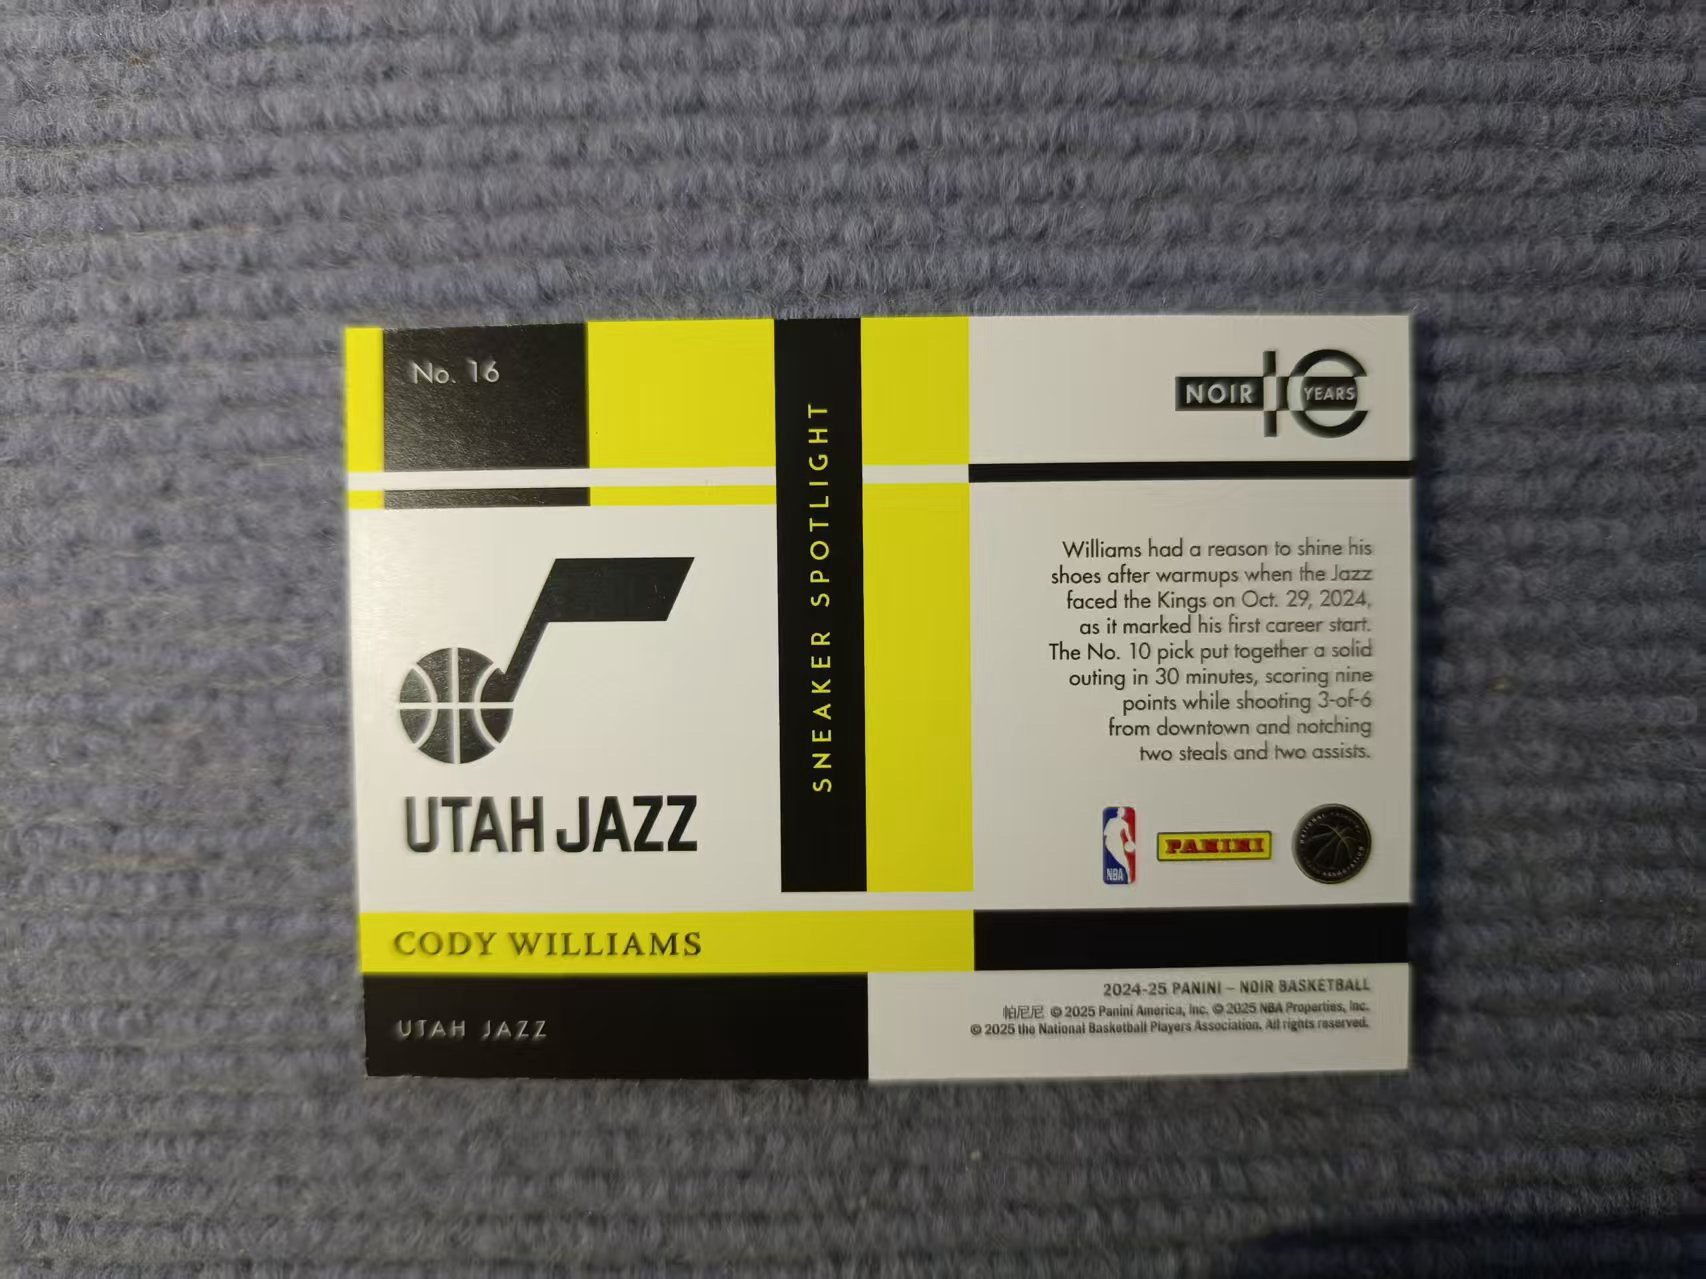 No. 16
UTAH JAZZ
CODY WILLIAMS
UTAH JAZZ
SNEAKER SPOTLIGHT
NOIR 10 YEARS
Williams had a reason to shine his
shoes after warmups when the Jazz
faced the Kings on Oct. 29, 2024,
as it marked his first career start.
The No. 10 pick put together a solid
outing in 30 minutes, scoring nine
points while shooting 3-of-6
from downtown and notching
two steals and two assists.
NBA
PANINI
2024-25 PANINI – NOIR BASKETBALL
帕尼尼 © 2025 Panini America, Inc. © 2025 NBA Properties, Inc.
© 2025 the National Basketball Players Association. All rights reserved.